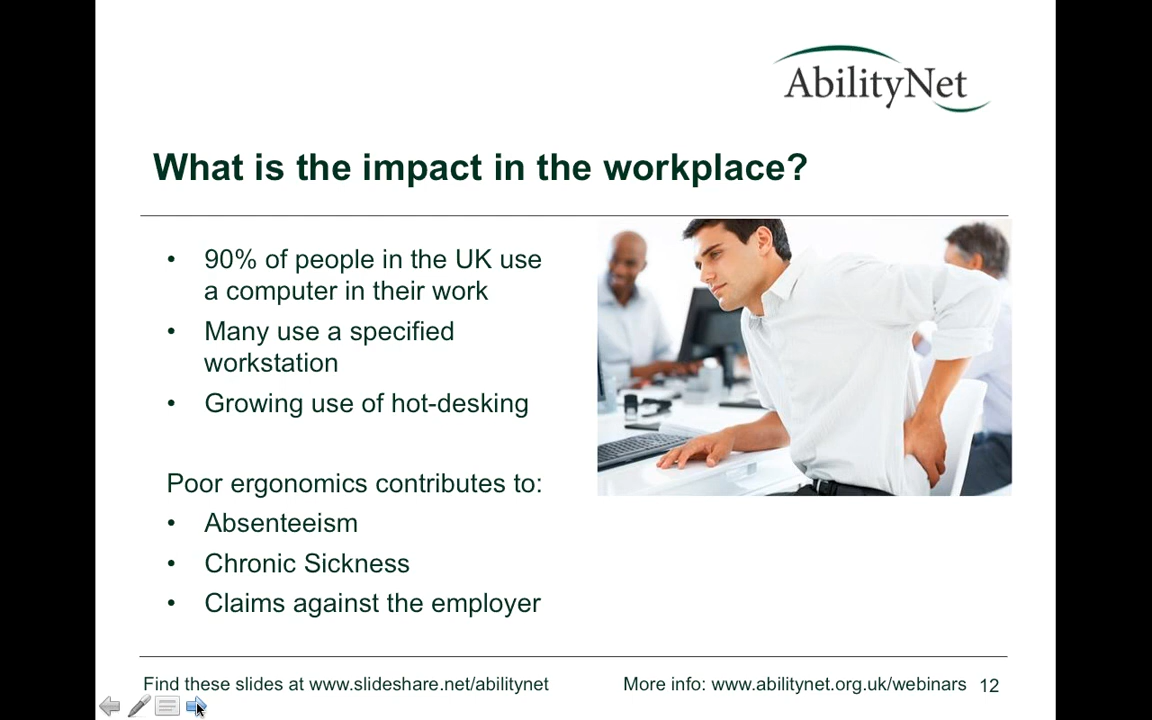 AbilityNet
What is the impact in the workplace?
• 90% of people in the UK use
a computer in their work
• Many use a specified
workstation
• Growing use of hot-desking
Poor ergonomics contributes to:
• Absenteeism
• Chronic Sickness
• Claims against the employer
Find these slides at www.slideshare.net/abilitynet
More info: www.abilitynet.org.uk/webinars 12